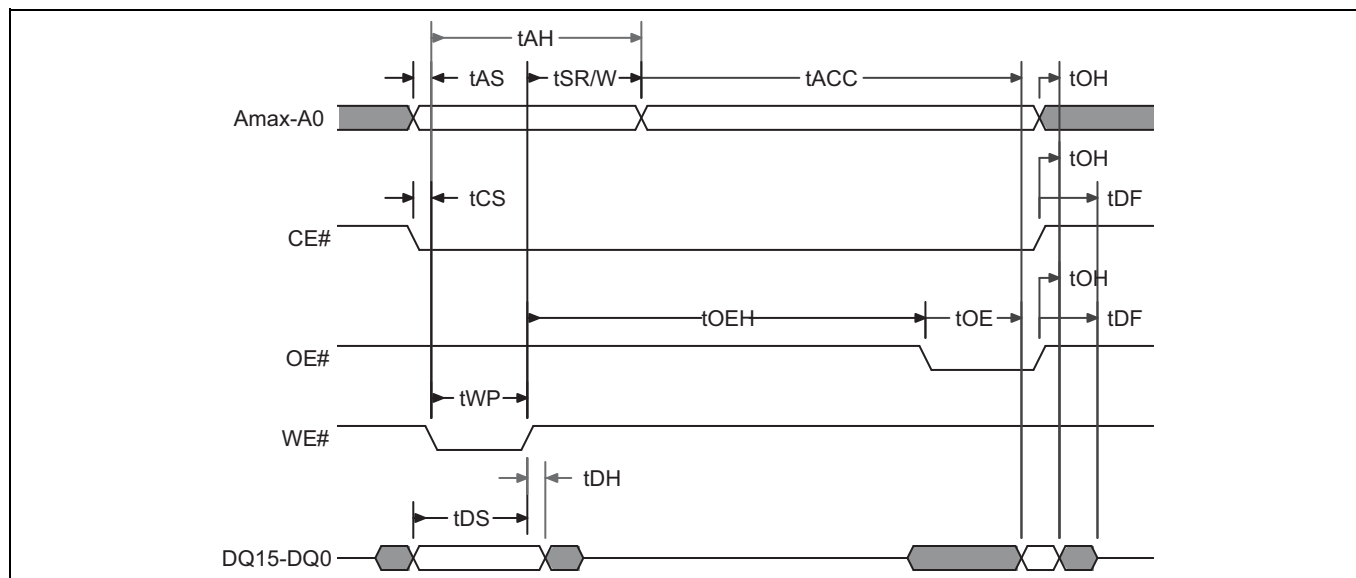 tAH
tAS tSR/W tACC tOH
Amax-A0
tOH
tCS tDF
CE#
tOH
tOEH tOE tDF
OE#
tWP
WE#
tDH
tDS
DQ15-DQ0